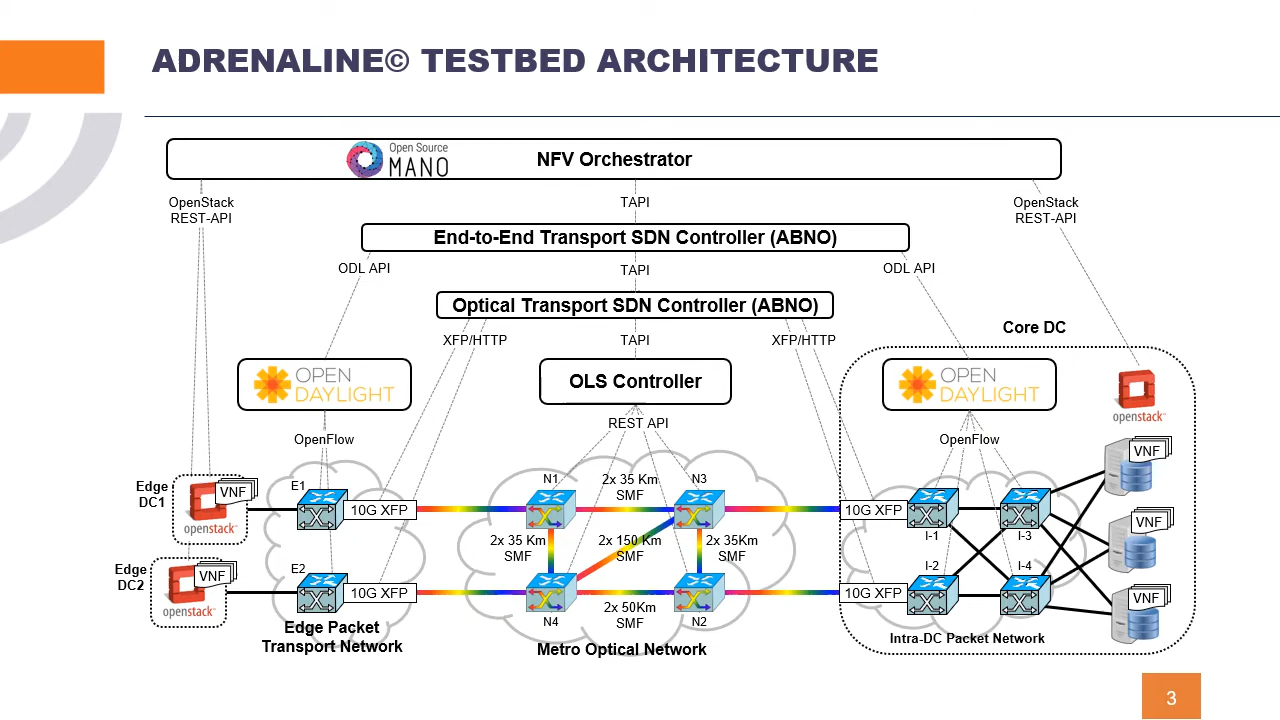 ADRENALINE© TESTBED ARCHITECTURE
Open Source
MANO
NFV Orchestrator
OpenStack
REST-API
TAPI
OpenStack
REST-API
End-to-End Transport SDN Controller (ABNO)
ODL API
TAPI
ODL API
Optical Transport SDN Controller (ABNO)
XFP/HTTP
TAPI
XFP/HTTP
Core DC
OPEN
DAYLIGHT
OLS Controller
OPEN
DAYLIGHT
openstack™
OpenFlow
REST API
OpenFlow
VNF
Edge
DC1
VNF
openstack™
E1
10G XFP
N1
2x 35 Km
SMF
N3
10G XFP
I-1
I-3
VNF
2x 35 Km
SMF
2x 150 Km
SMF
2x 35Km
SMF
Edge
DC2
VNF
openstack™
E2
10G XFP
N4
2x 50Km
SMF
N2
10G XFP
I-2
I-4
VNF
Edge Packet
Transport Network
Metro Optical Network
Intra-DC Packet Network
3